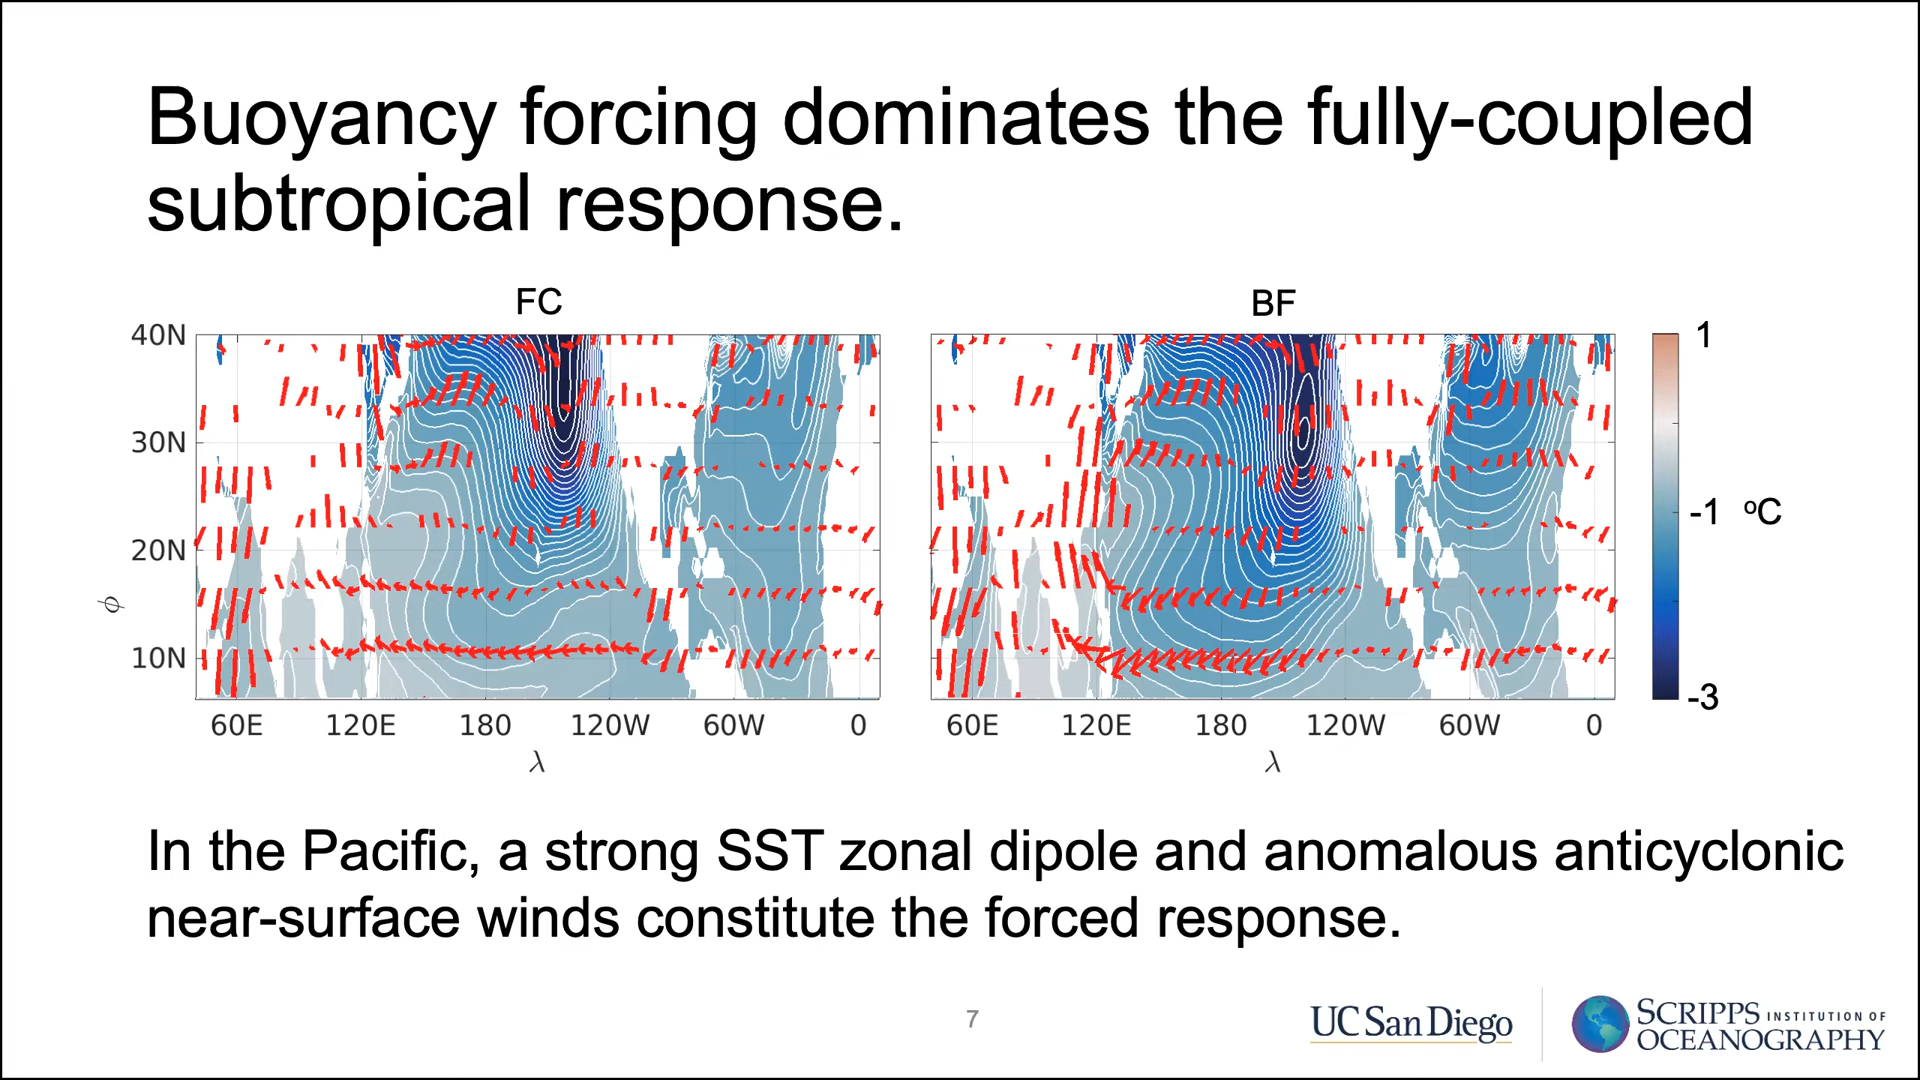 Buoyancy forcing dominates the fully-coupled
subtropical response.
FC
BF
40N
30N
20N
10N
ϕ
60E 120E 180 120W 60W 0
λ
60E 120E 180 120W 60W 0
λ
1
-1 ºC
-3
In the Pacific, a strong SST zonal dipole and anomalous anticyclonic
near-surface winds constitute the forced response.
7
UC San Diego
SCRIPPS INSTITUTION OF
OCEANOGRAPHY